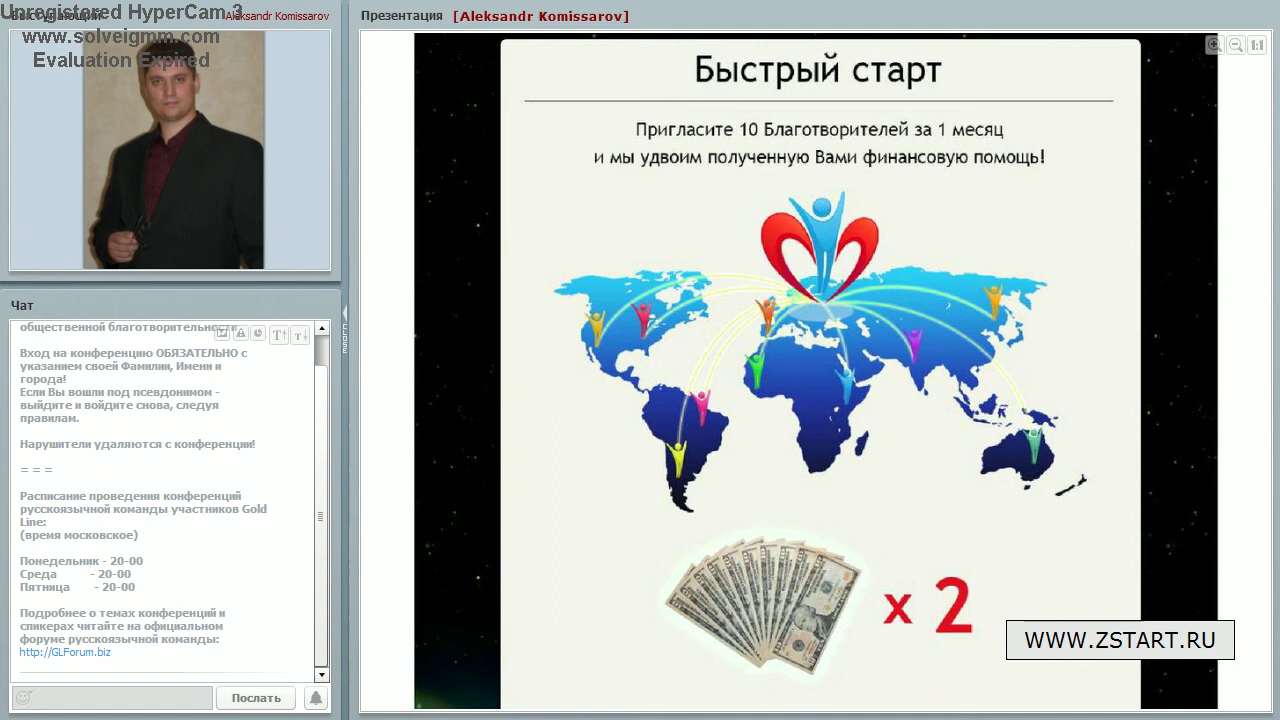 Unregistered HyperCam 3
Aleksandr Komissarov
www.solveigmm.com
Evaluation Expired
Презентация [Aleksandr Komissarov]
1:1
Быстрый старт
Пригласите 10 Благотворителей за 1 месяц
и мы удвоим полученную Вами финансовую помощь!
x 2
WWW.ZSTART.RU
Чат
общественной благотворительности.
Вход на конференцию ОБЯЗАТЕЛЬНО с
указанием своей Фамилии, Имени и
города!
Если Вы вошли под псевдонимом -
выйдите и войдите снова, следуя
правилам.
Нарушители удаляются с конференции!
= = =
Расписание проведения конференций
русскоязычной команды участников Gold
Line:
(время московское)
Понедельник - 20-00
Среда - 20-00
Пятница - 20-00
Подробнее о темах конференций и
спикерах читайте на официальном
форуме русскоязычной команды:
http://GLForum.biz
Послать
CLOSE